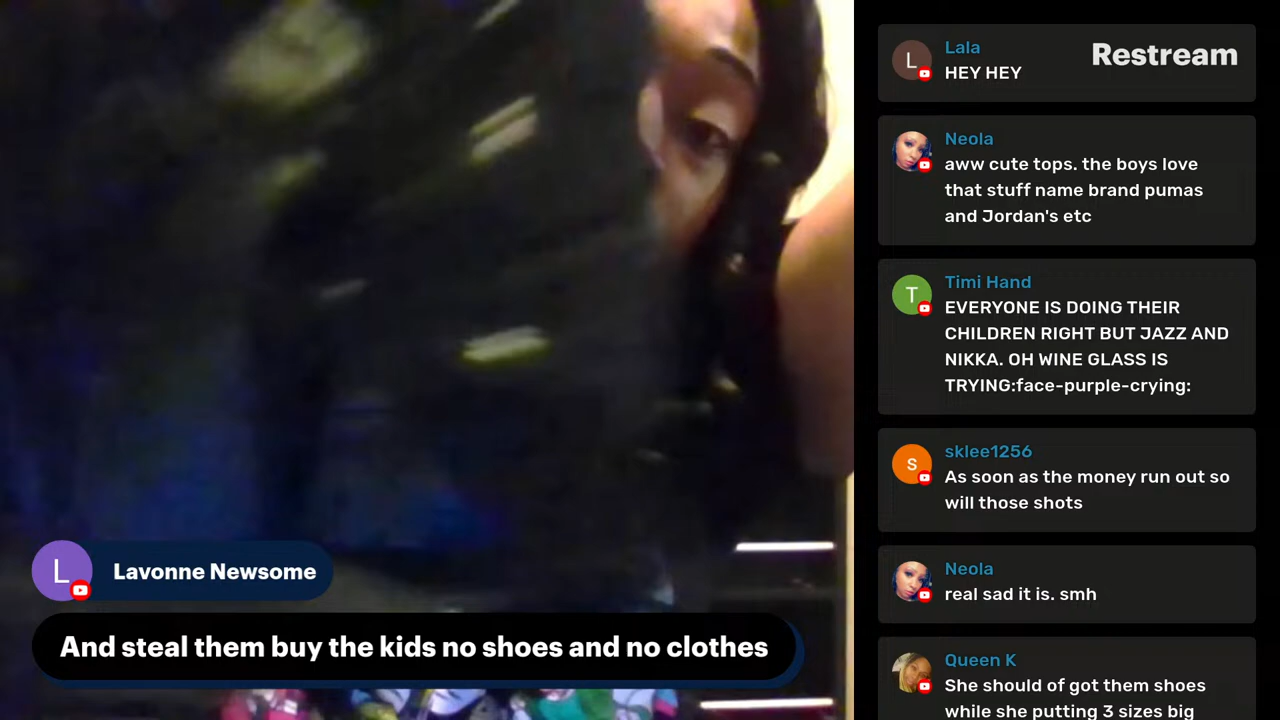 Restream
Lala
HEY HEY
Neola
aww cute tops. the boys love
that stuff name brand pumas
and Jordan's etc
Timi Hand
EVERYONE IS DOING THEIR
CHILDREN RIGHT BUT JAZZ AND
NIKKA. OH WINE GLASS IS
TRYING:face-purple-crying:
sklee1256
As soon as the money run out so
will those shots
Neola
real sad it is. smh
Queen K
She should of got them shoes
while she putting 3 sizes big
L
Lavonne Newsome
And steal them buy the kids no shoes and no clothes
L
T
s